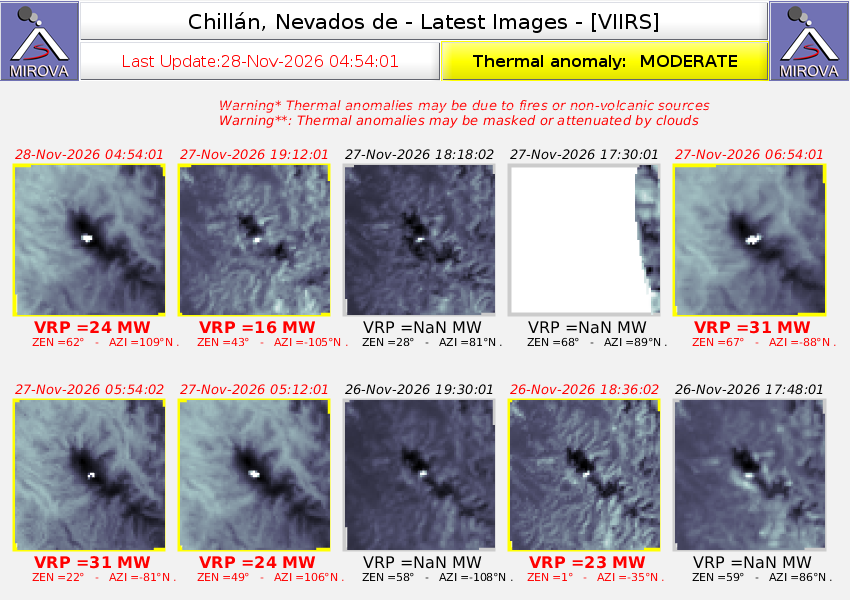 Chillán, Nevados de - Latest Images - [VIIRS]
MIROVA
Last Update:28-Nov-2026 04:54:01
Thermal anomaly: MODERATE
MIROVA
Warning* Thermal anomalies may be due to fires or non-volcanic sources
Warning**: Thermal anomalies may be masked or attenuated by clouds
28-Nov-2026 04:54:01
27-Nov-2026 19:12:01
27-Nov-2026 18:18:02
27-Nov-2026 17:30:01
27-Nov-2026 06:54:01
VRP =24 MW
VRP =16 MW
VRP =NaN MW
VRP =NaN MW
VRP =31 MW
ZEN =62° - AZI =109°N .
ZEN =43° - AZI =-105°N .
ZEN =28° - AZI =81°N .
ZEN =68° - AZI =89°N .
ZEN =67° - AZI =-88°N .
27-Nov-2026 05:54:02
27-Nov-2026 05:12:01
26-Nov-2026 19:30:01
26-Nov-2026 18:36:02
26-Nov-2026 17:48:01
VRP =31 MW
VRP =24 MW
VRP =NaN MW
VRP =23 MW
VRP =NaN MW
ZEN =22° - AZI =-81°N .
ZEN =49° - AZI =106°N .
ZEN =58° - AZI =-108°N .
ZEN =1° - AZI =-35°N .
ZEN =59° - AZI =86°N .